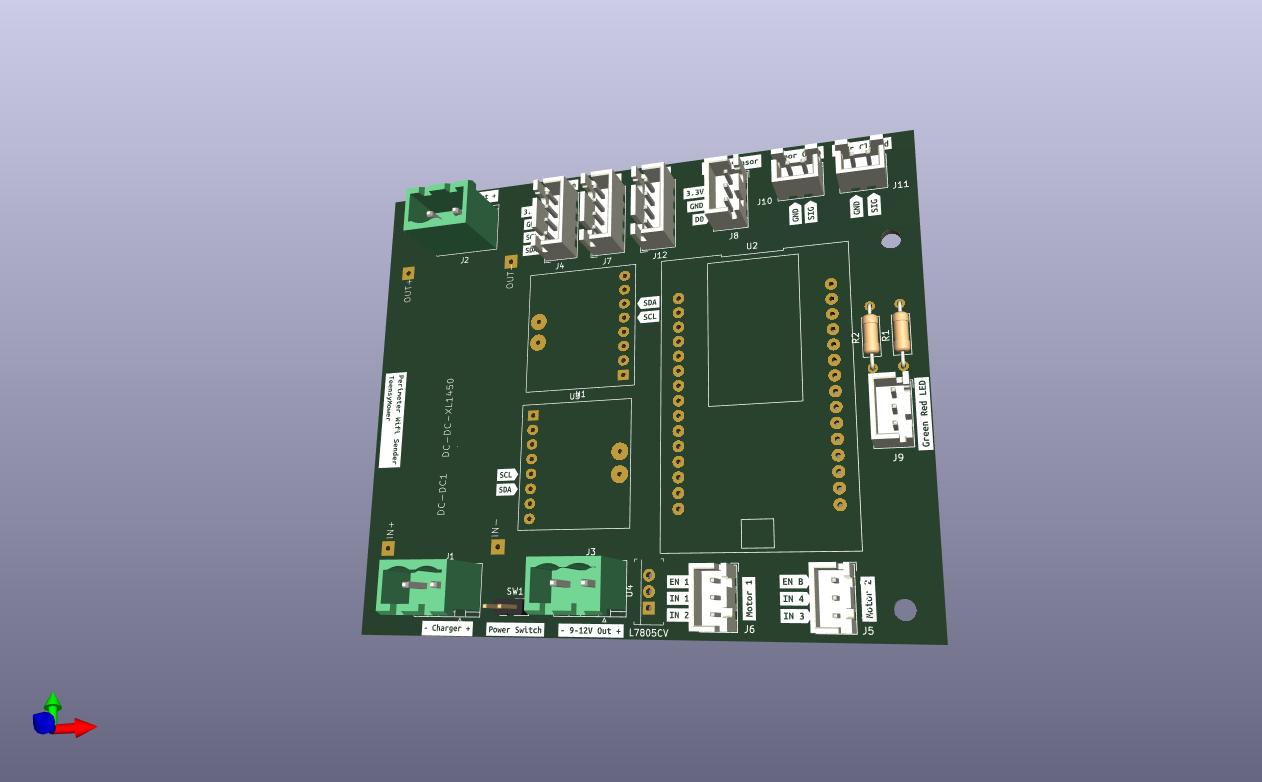 J2
J4
J7
J12
3.3V
GND
D0
J8
J10
GND
SIG
J11
GND
SIG
U2
OUT+
OUT-
SDA
SCL
R2
R1
Perimeter Wifi Sender
TeensyMower
DC-DC1 DC-DC-XL1450
SCL
SDA
Green Red LED
J9
IN+
IN-
J1
J3
SW1
U4
- Charger +
Power Switch
- 9-12V Out +
L7805CV
EN 1
IN 1
IN 2
Motor 1
J6
EN B
IN 4
IN 3
Motor 2
J5